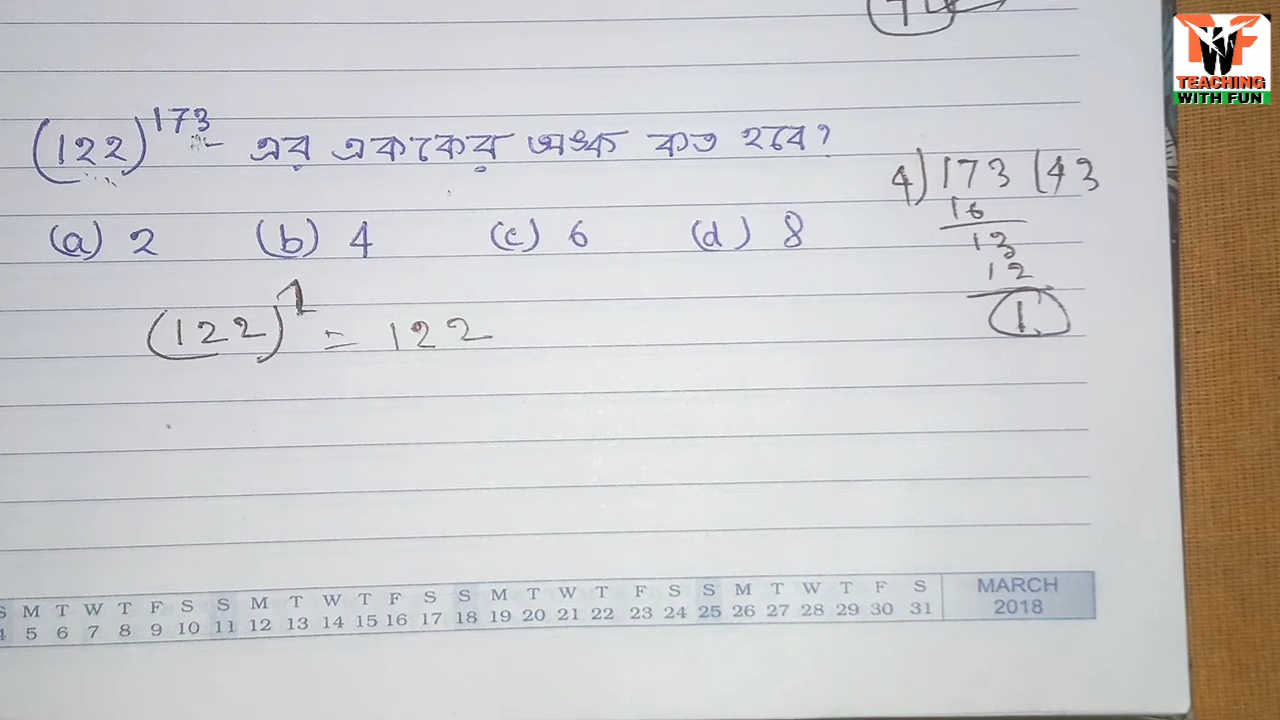 (122)^173 এর এককের অঙ্ক কত হবে?
(a) 2 (b) 4 (c) 6 (d) 8
(122)^1 = 122
4) 173 (43
16
13
12
1
TWF
TEACHING
WITH FUN
S M T W T F S S M T W T F S S M T W T F S S M T W T F S MARCH
4 5 6 7 8 9 10 11 12 13 14 15 16 17 18 19 20 21 22 23 24 25 26 27 28 29 30 31 2018